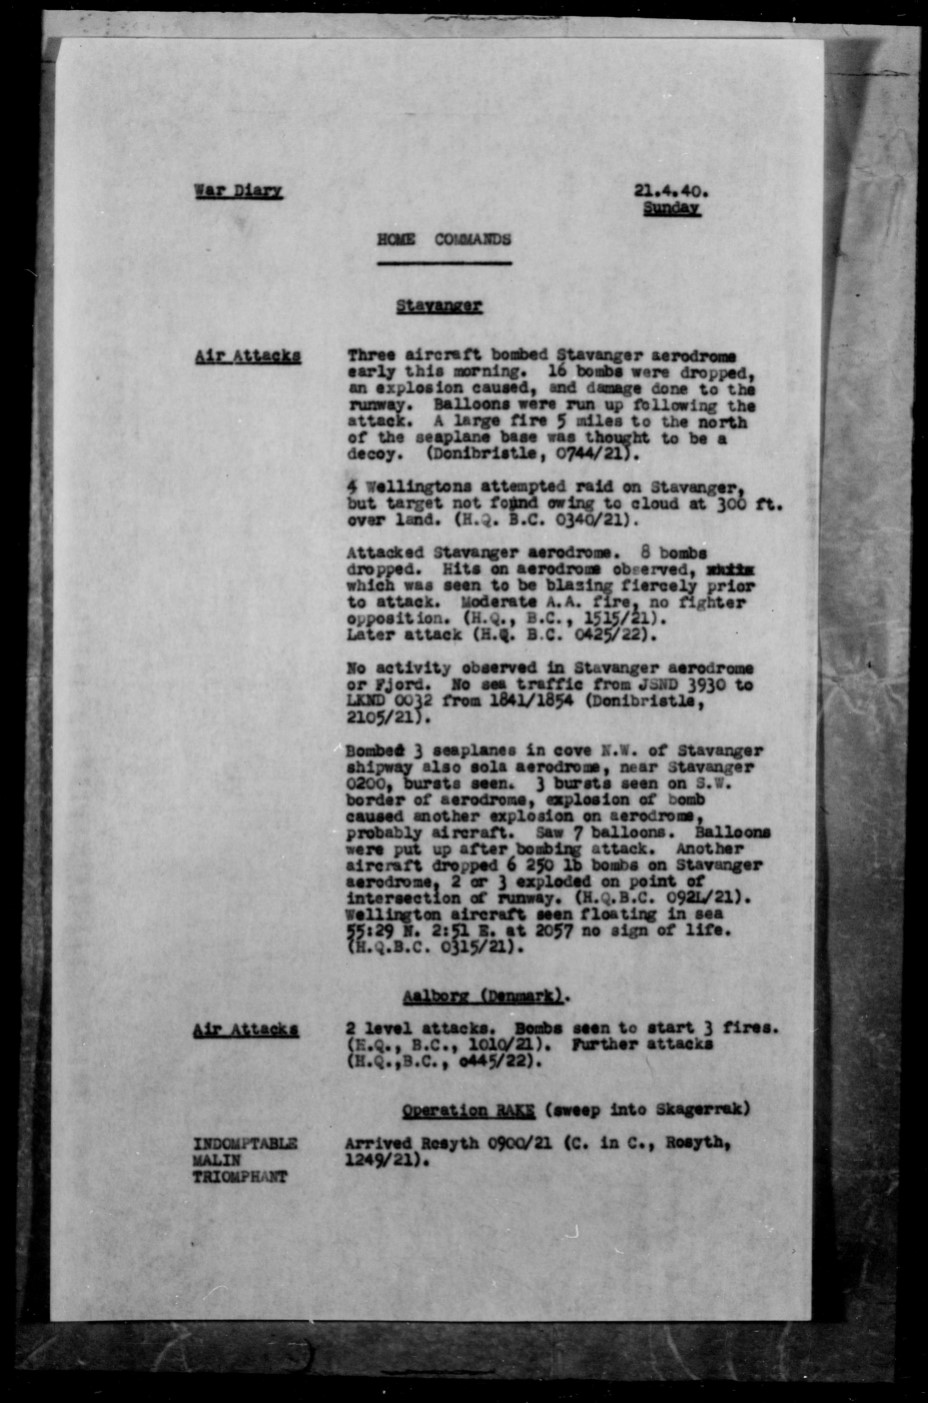 War Diary 21.4.40.
Sunday
HOME COMMANDS
Stavanger
Air Attacks Three aircraft bombed Stavanger aerodrome
early this morning. 16 bombs were dropped,
an explosion caused, and damage done to the
runway. Balloons were run up following the
attack. A large fire 5 miles to the north
of the seaplane base was thought to be a
decoy. (Donibristle, 0744/21).
4 Wellingtons attempted raid on Stavanger,
but target not found owing to cloud at 300 ft.
over land. (H.Q. B.C. 0340/21).
Attacked Stavanger aerodrome. 8 bombs
dropped. Hits on aerodrome observed,
which was seen to be blazing fiercely prior
to attack. Moderate A.A. fire, no fighter
opposition. (H.Q., B.C., 1515/21).
Later attack (H.Q. B.C. 0425/22).
No activity observed in Stavanger aerodrome
or Fjord. No sea traffic from JSND 3930 to
LKND 0032 from 1841/1854 (Donibristle,
2105/21).
Bombed 3 seaplanes in cove N.W. of Stavanger
shipway also sola aerodrome, near Stavanger
0200, bursts seen. 3 bursts seen on S.W.
border of aerodrome, explosion of bomb
caused another explosion on aerodrome,
probably aircraft. Saw 7 balloons. Balloons
were put up after bombing attack. Another
aircraft dropped 6 250 lb bombs on Stavanger
aerodrome, 2 or 3 exploded on point of
intersection of runway. (H.Q.B.C. /21).
Wellington aircraft seen floating in sea
55:29 N. 2:51 E. at 2057 no sign of life.
(H.Q.B.C. 0315/21).
Aalborg (Denmark).
Air Attacks 2 level attacks. Bombs seen to start 3 fires.
(H.Q., B.C., 1010/21). Further attacks
(H.Q.,B.C., 0445/22).
Operation RAKE (sweep into Skagerrak)
INDOMPTABLE Arrived Rosyth 0900/21 (C. in C., Rosyth,
MALIN 1249/21).
TRIOMPHANT